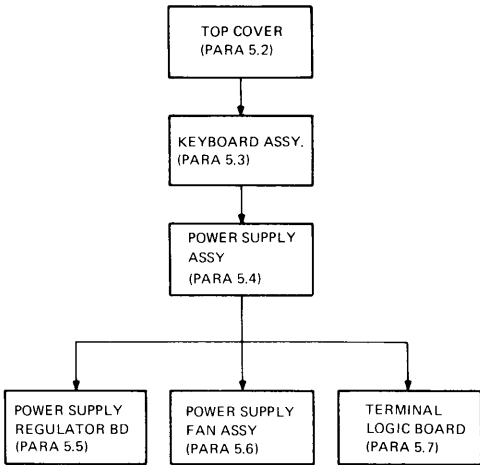 TOP COVER
(PARA 5.2)
KEYBOARD ASSY.
(PARA 5.3)
POWER SUPPLY
ASSY
(PARA 5.4)
POWER SUPPLY
REGULATOR BD
(PARA 5.5)
POWER SUPPLY
FAN ASSY
(PARA 5.6)
TERMINAL
LOGIC BOARD
(PARA 5.7)